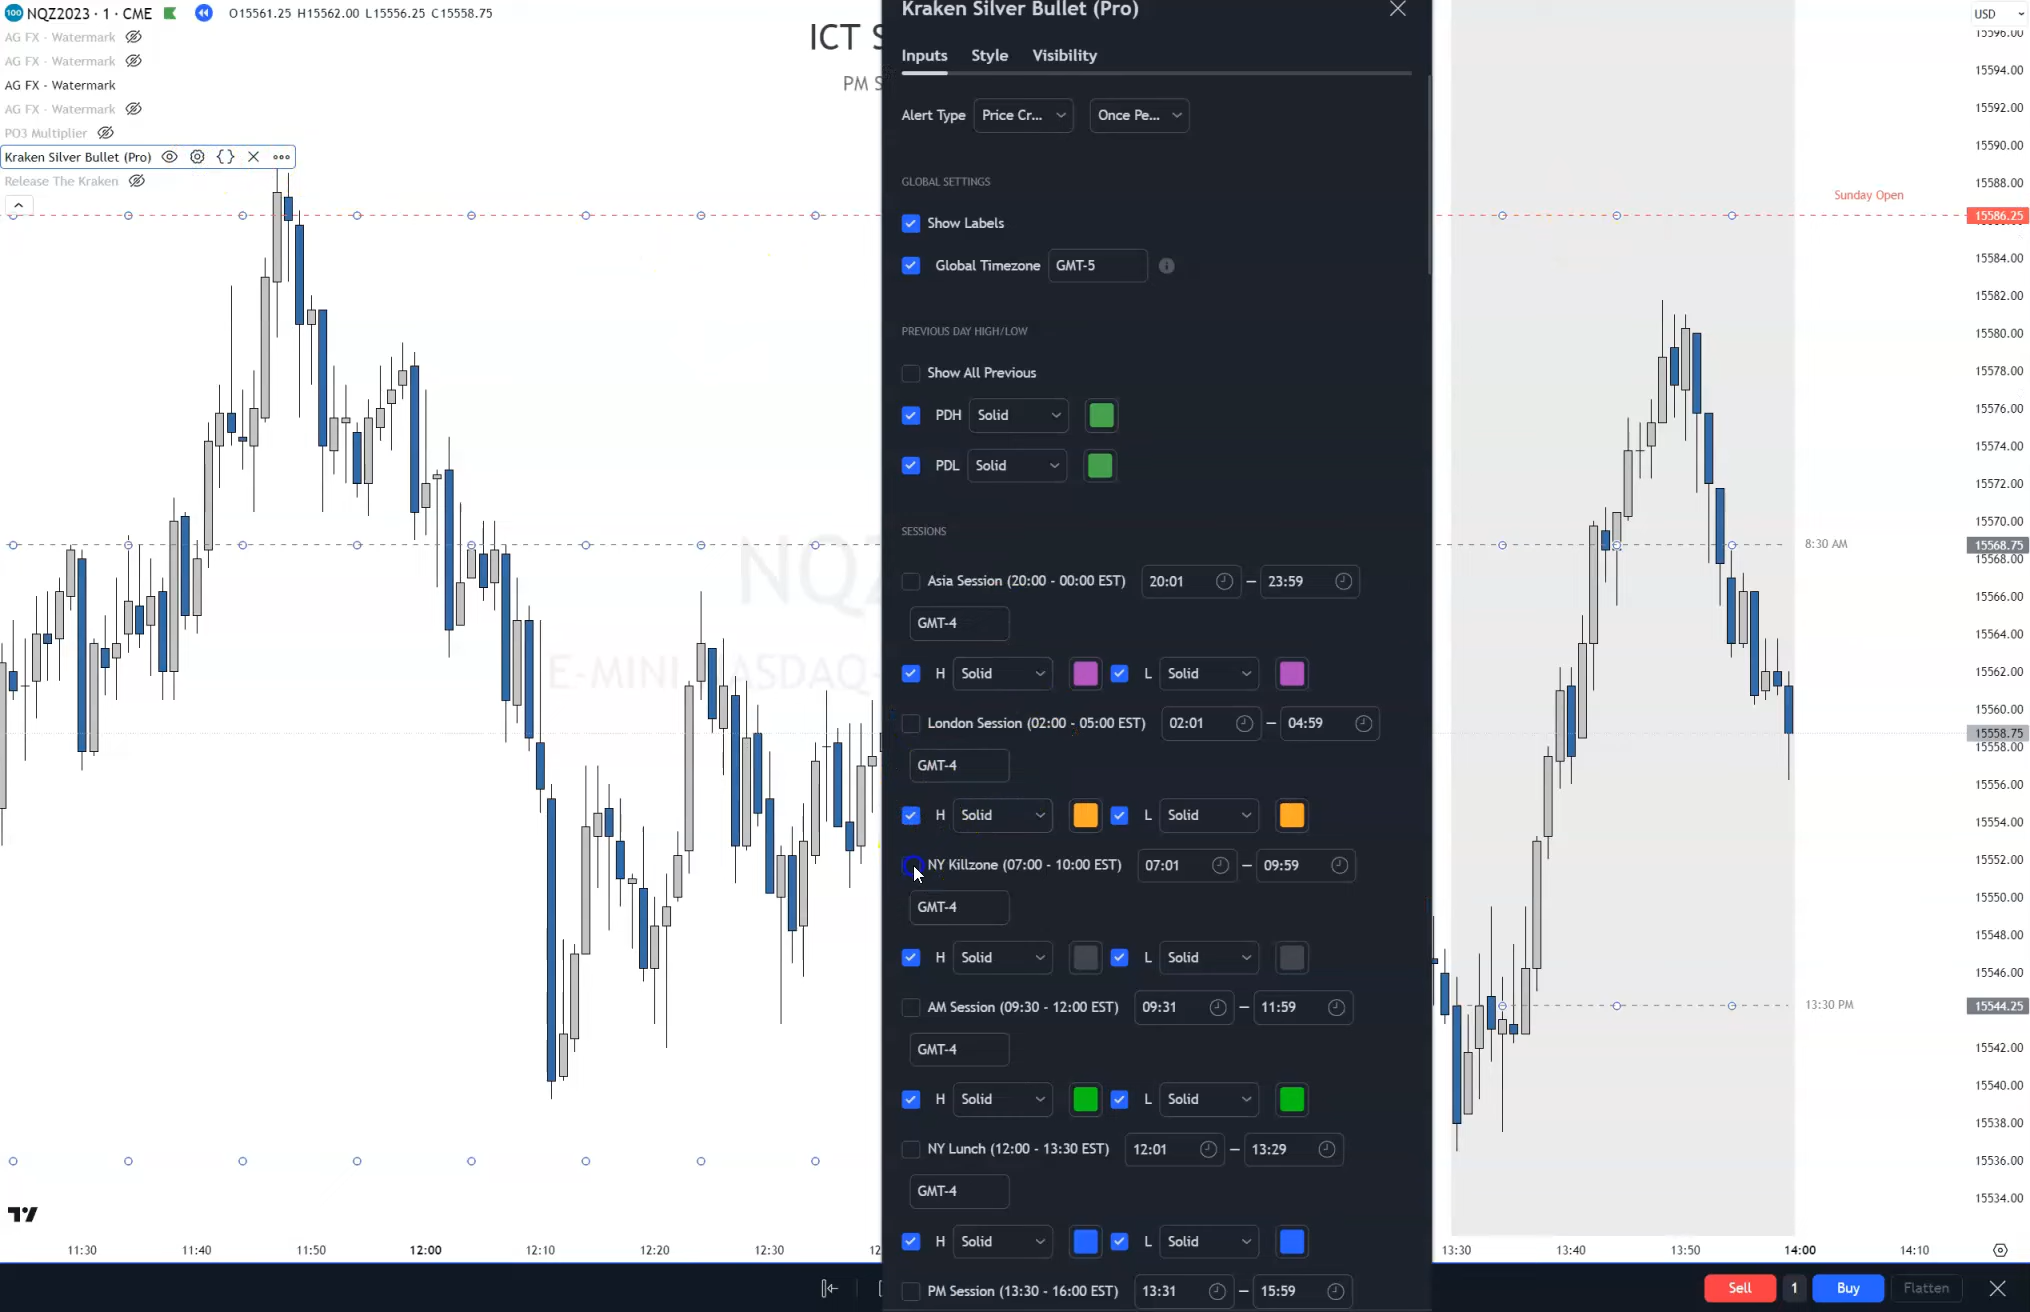 NQZ2023 · 1 · CME O15561.25 H15562.00 L15556.25 C15558.75
AG FX - Watermark
AG FX - Watermark
AG FX - Watermark
AG FX - Watermark
PO3 Multiplier
Kraken Silver Bullet (Pro)
Release The Kraken
ICT S
PM S
NQZ
E-MINI NASDAQ-
Kraken Silver Bullet (Pro)
Inputs Style Visibility
Alert Type Price Cr... Once Pe...
GLOBAL SETTINGS
Show Labels
Global Timezone GMT-5
PREVIOUS DAY HIGH/LOW
Show All Previous
PDH Solid
PDL Solid
SESSIONS
Asia Session (20:00 - 00:00 EST) 20:01 – 23:59
GMT-4
H Solid L Solid
London Session (02:00 - 05:00 EST) 02:01 – 04:59
GMT-4
H Solid L Solid
NY Killzone (07:00 - 10:00 EST) 07:01 – 09:59
GMT-4
H Solid L Solid
AM Session (09:30 - 12:00 EST) 09:31 – 11:59
GMT-4
H Solid L Solid
NY Lunch (12:00 - 13:30 EST) 12:01 – 13:29
GMT-4
H Solid L Solid
PM Session (13:30 - 16:00 EST) 13:31 – 15:59
Sunday Open
8:30 AM
13:30 PM
USD
15596.00
15594.00
15592.00
15590.00
15588.00
15586.25
15584.00
15582.00
15580.00
15578.00
15576.00
15574.00
15572.00
15570.00
15568.75
15568.00
15566.00
15564.00
15562.00
15560.00
15558.75
15558.00
15556.00
15554.00
15552.00
15550.00
15548.00
15546.00
15544.25
15542.00
15540.00
15538.00
15536.00
15534.00
11:30 11:40 11:50 12:00 12:10 12:20 12:30 12 13:30 13:40 13:50 14:00 14:10
Sell 1 Buy Flatten